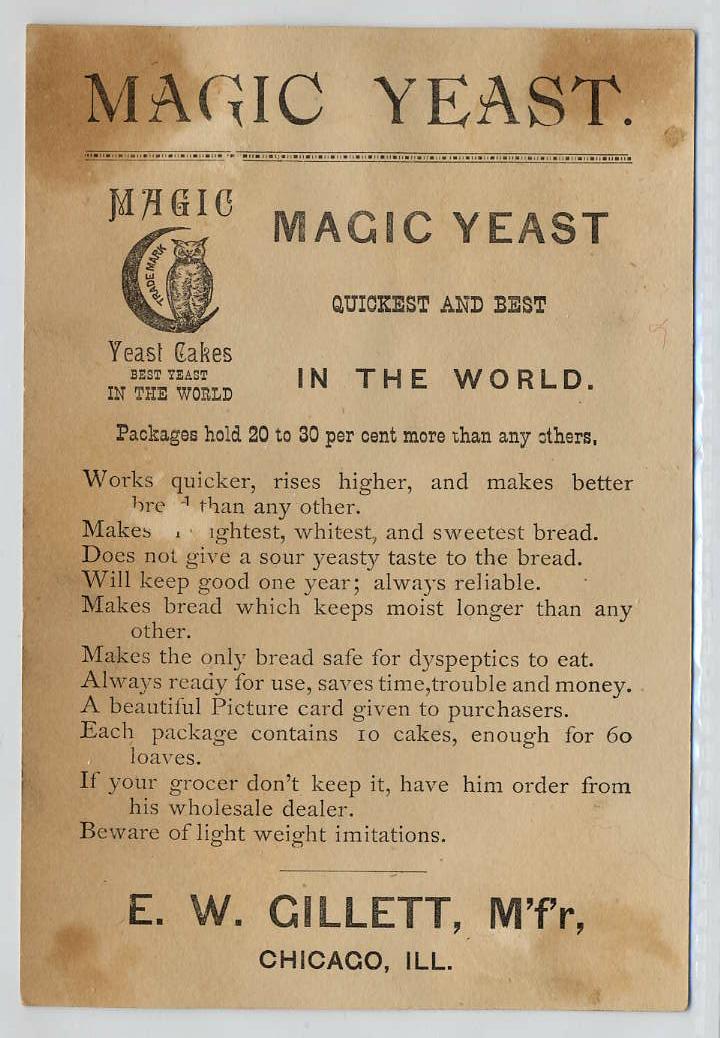 MAGIC YEAST.
MAGIC
TRADE MARK
Yeast Cakes
BEST YEAST
IN THE WORLD
MAGIC YEAST
QUICKEST AND BEST
IN THE WORLD.
Packages hold 20 to 30 per cent more than any others.
Works quicker, rises higher, and makes better
than any other.
Makes whitest, and sweetest bread.
Does not give a sour yeasty taste to the bread.
Will keep good one year; always reliable.
Makes bread which keeps moist longer than any
other.
Makes the only bread safe for dyspeptics to eat.
Always ready for use, saves time,trouble and money.
A beautiful Picture card given to purchasers.
Each package contains 10 cakes, enough for 60
loaves.
If your grocer don't keep it, have him order from
his wholesale dealer.
Beware of light weight imitations.
E. W. GILLETT, M'f'r,
CHICAGO, ILL.